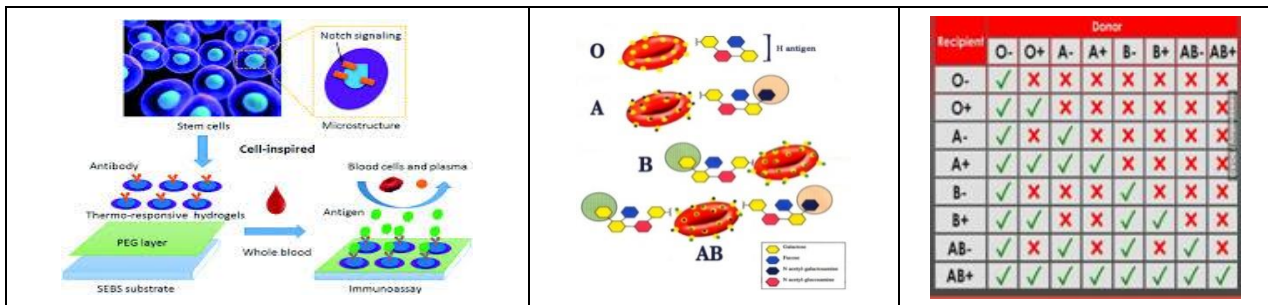 Notch signaling
Stem cells
Microstructure
Cell-inspired
Antibody
Blood cells and plasma
Thermo-responsive hydrogels
Antigen
PEG layer
Whole blood
SEBS substrate
Immunoassay
O
H antigen
A
B
AB
Galactose
Fucose
N acetyl galactosamine
N acetyl glucosamine
Donor
Recipient O- O+ A- A+ B- B+ AB- AB+
O- ✓ X X X X X X X
O+ ✓ ✓ X X X X X X
A- ✓ X ✓ X X X X X
A+ ✓ ✓ ✓ ✓ X X X X
B- ✓ X X X ✓ X X X
B+ ✓ ✓ X X ✓ ✓ X X
AB- ✓ X ✓ X ✓ X ✓ X
AB+ ✓ ✓ ✓ ✓ ✓ ✓ ✓ ✓